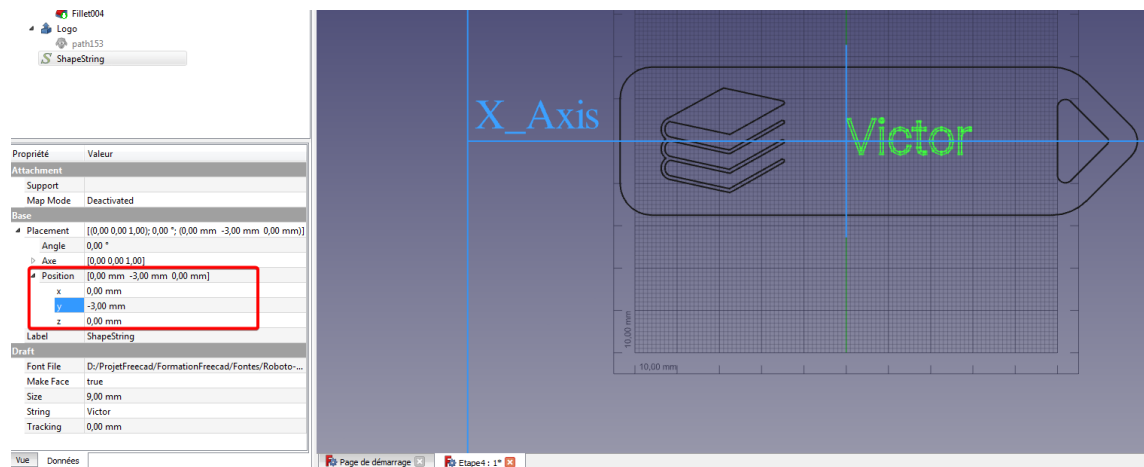 Fillet004
Logo
path153
ShapeString
Propriété Valeur
Attachment
Support
Map Mode Deactivated
Base
Placement [(0,00 0,00 1,00); 0,00 °; (0,00 mm -3,00 mm 0,00 mm)]
Angle 0,00 °
Axe [0,00 0,00 1,00]
Position [0,00 mm -3,00 mm 0,00 mm]
x 0,00 mm
y -3,00 mm
z 0,00 mm
Label ShapeString
Draft
Font File D:/ProjetFreecad/FormationFreecad/Fontes/Roboto-...
Make Face true
Size 9,00 mm
String Victor
Tracking 0,00 mm
Vue Données
X_Axis
Victor
10,00 mm
10,00 mm
Page de démarrage
Etape4 : 1*